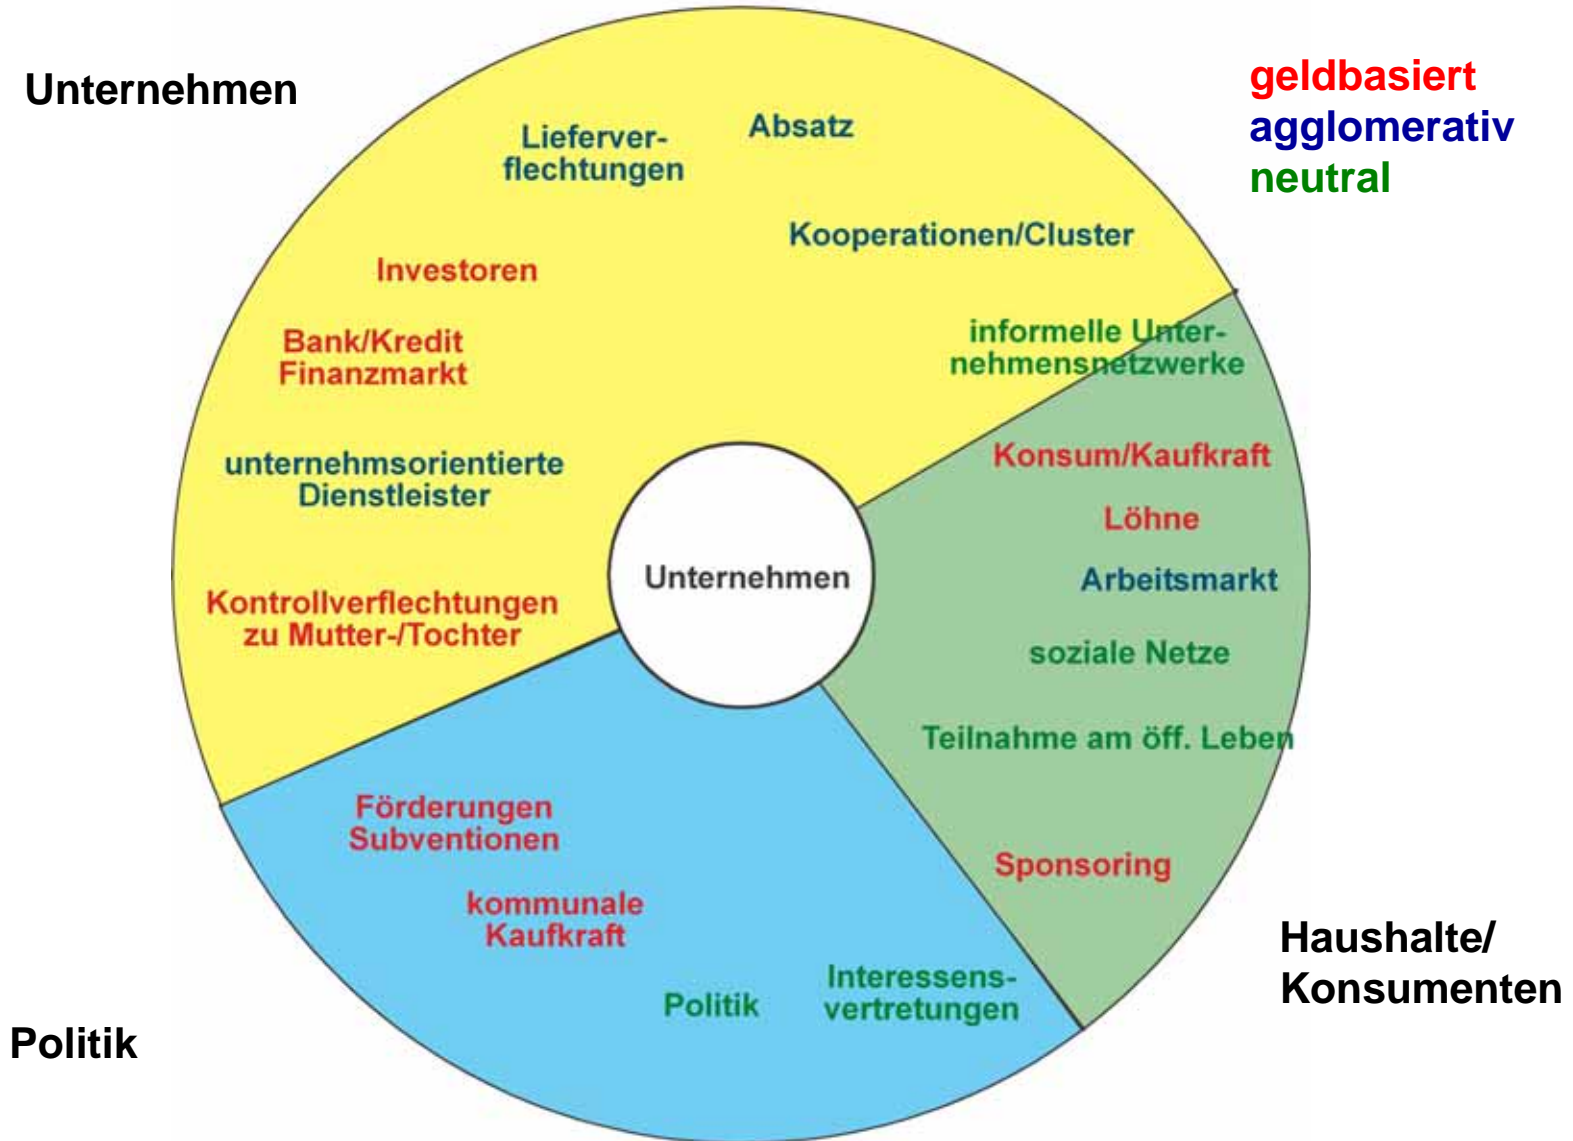 Unternehmen
geldbasiert
agglomerativ
neutral
Lieferver-
flechtungen
Absatz
Kooperationen/Cluster
Investoren
informelle Unter-
nehmensnetzwerke
Bank/Kredit
Finanzmarkt
Konsum/Kaufkraft
unternehmsorientierte
Dienstleister
Löhne
Unternehmen
Arbeitsmarkt
Kontrollverflechtungen
zu Mutter-/Tochter
soziale Netze
Teilnahme am öff. Leben
Förderungen
Subventionen
Sponsoring
kommunale
Kaufkraft
Haushalte/
Konsumenten
Interessens-
vertretungen
Politik
Politik